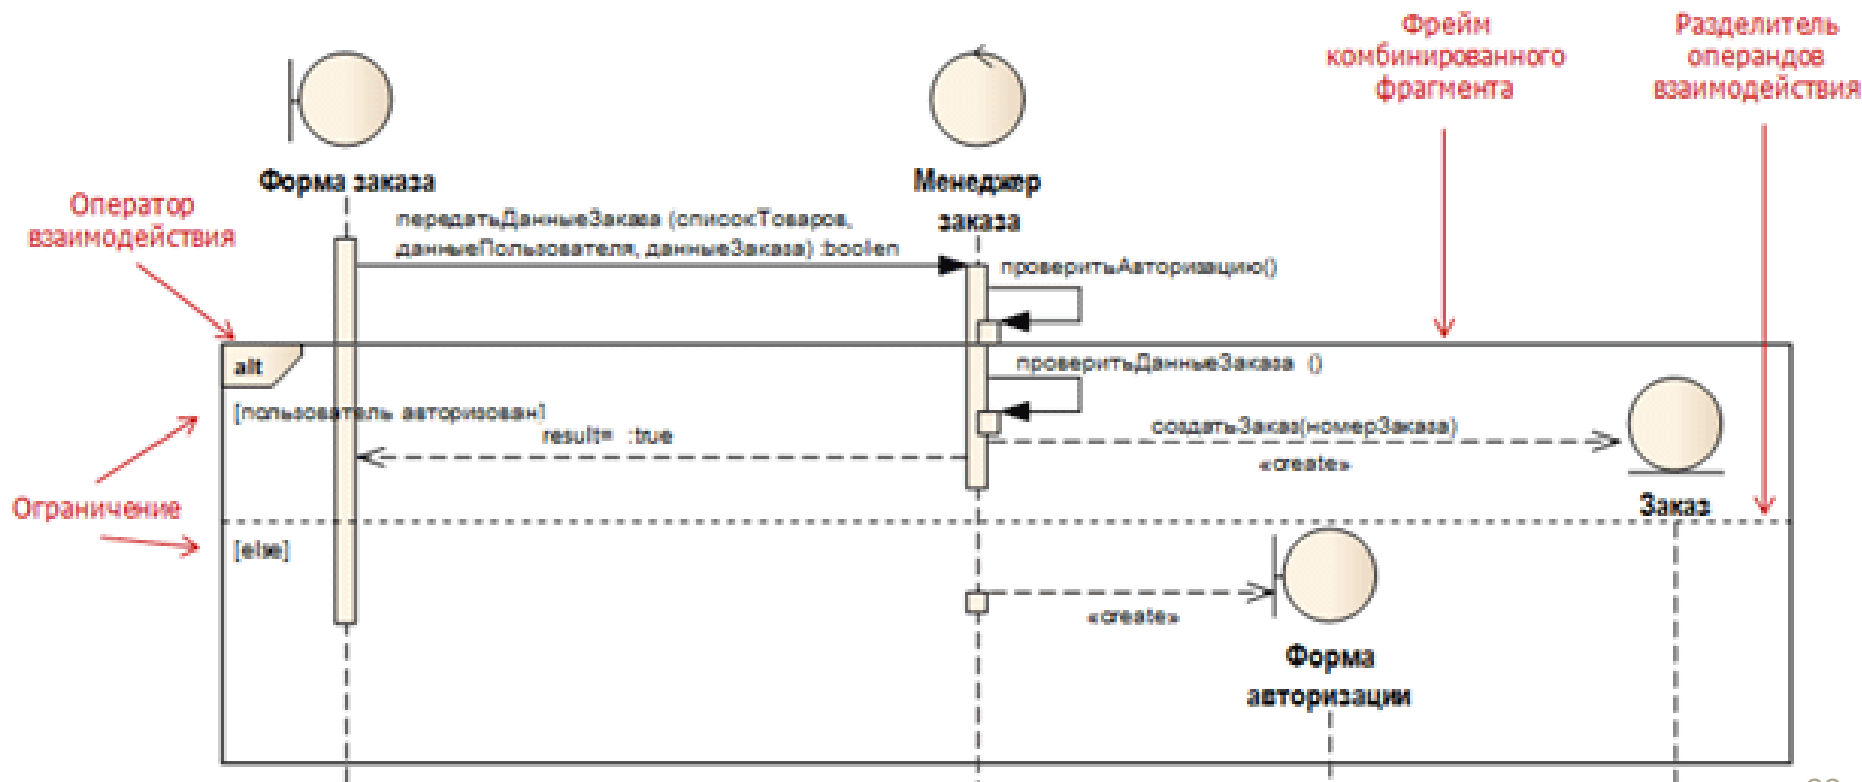 Фрейм
комбинированного
фрагмента
Разделитель
операндов
взаимодействия
Форма заказа
Менеджер
заказа
Оператор
взаимодействия
передатьДанныеЗаказа (списокТоваров,
данныеПользователя, данныеЗаказа) :boolen
проверитьАвторизацию()
alt
проверитьДанныеЗаказа ()
[пользователь авторизован]
result= :true
создатьЗаказ(номерЗаказа)
«create»
Ограничение
Заказ
[else]
«create»
Форма
авторизации